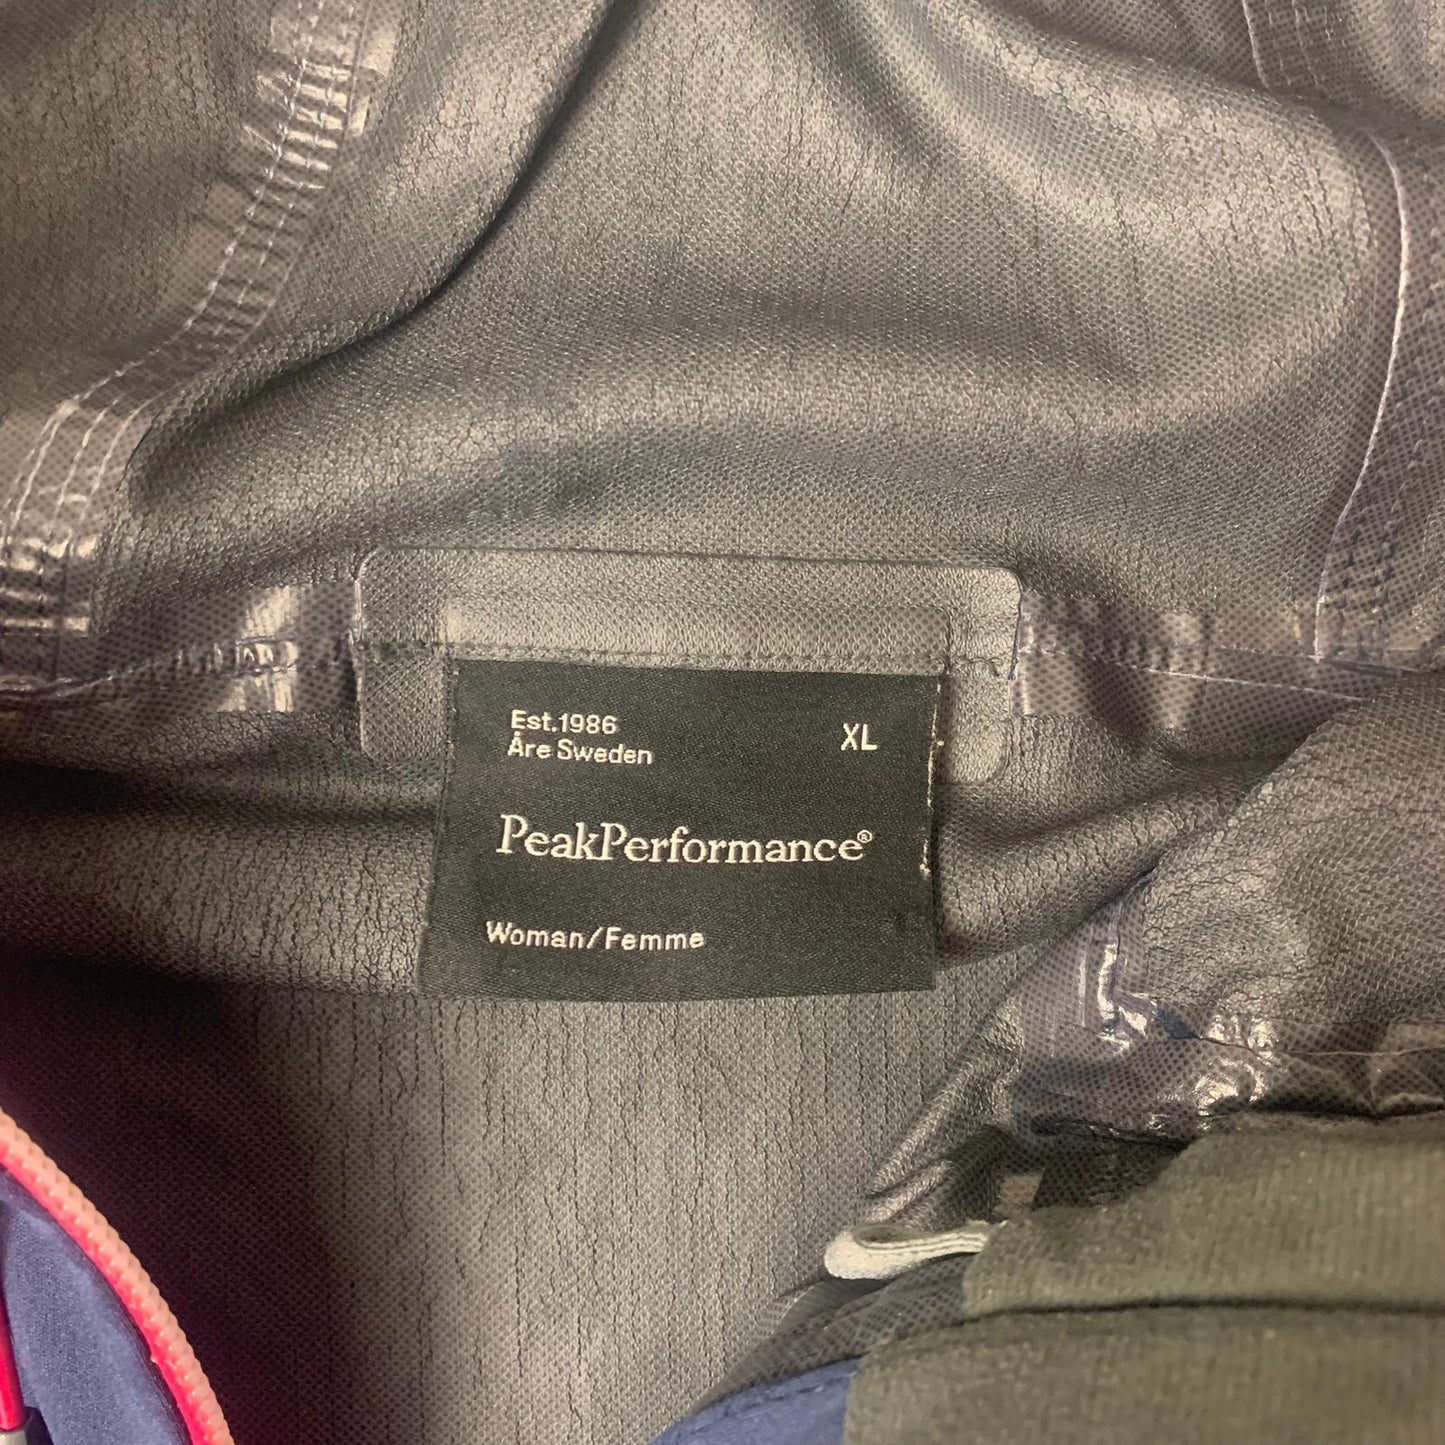 Est.1986
XL
Åre Sweden
PeakPerformance®
Woman/Femme